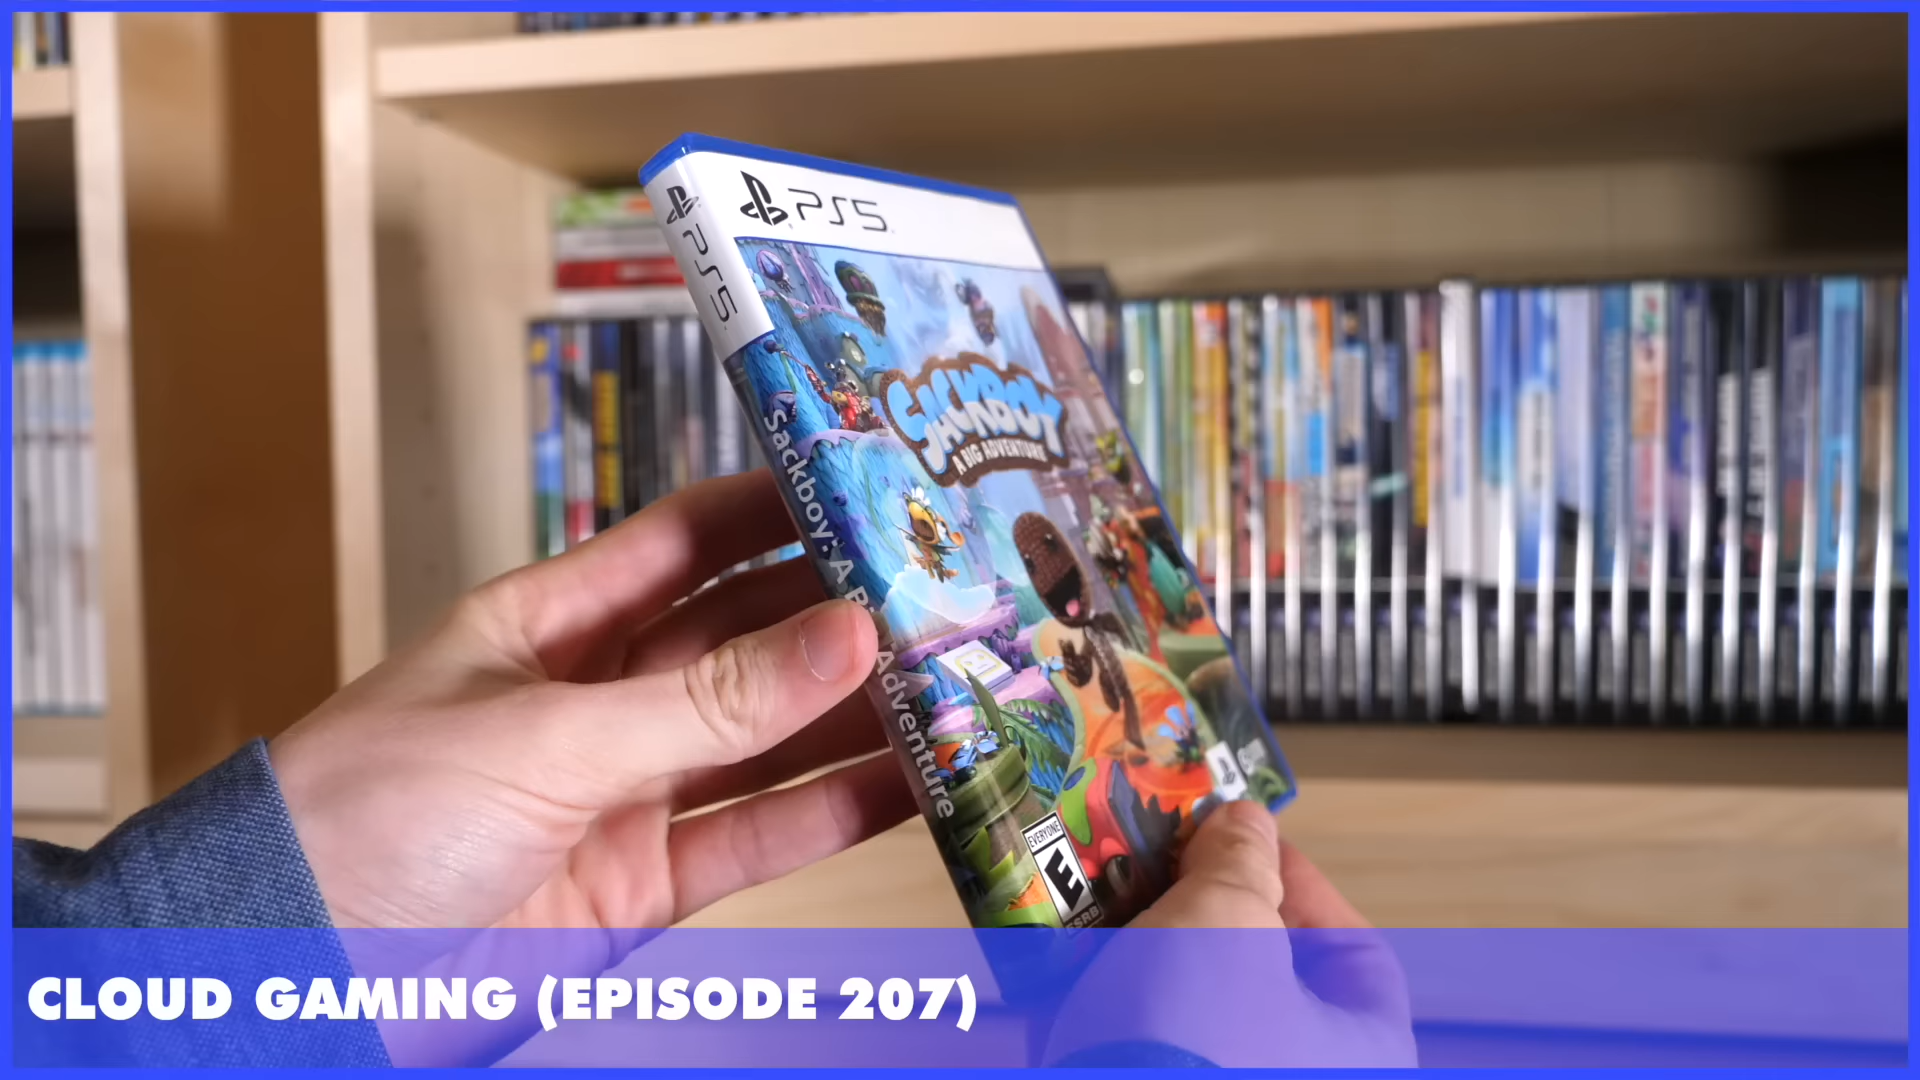 PS5
PS5
SACKBOY
A BIG ADVENTURE
Sackboy: A B Adventure
EVERYONE
E
ESRB
CLOUD GAMING (EPISODE 207)